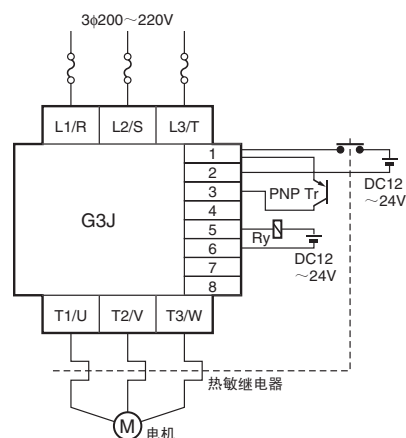 3ϕ200～220V
L1/R
L2/S
L3/T
1
2
3
4
5
6
7
8
G3J
PNP Tr
DC12
～24V
Ry
DC12
～24V
T1/U
T2/V
T3/W
热敏继电器
M
电机